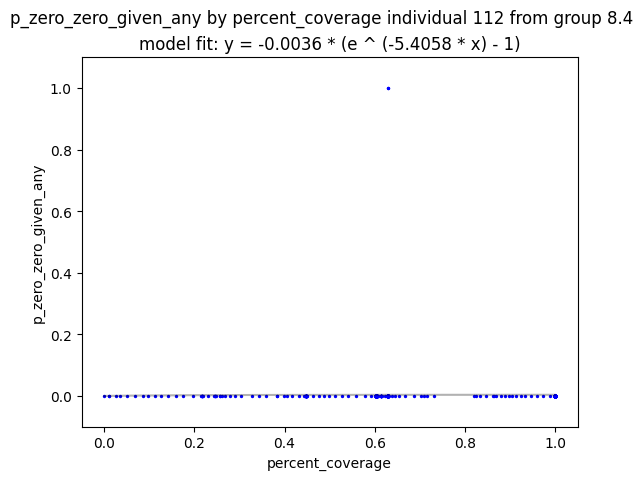 p_zero_zero_given_any by percent_coverage individual 112 from group 8.4
model fit: y = -0.0036 * (e ^ (-5.4058 * x) - 1)
1.0
0.8
0.6
0.4
0.2
0.0
p_zero_zero_given_any
0.0 0.2 0.4 0.6 0.8 1.0
percent_coverage